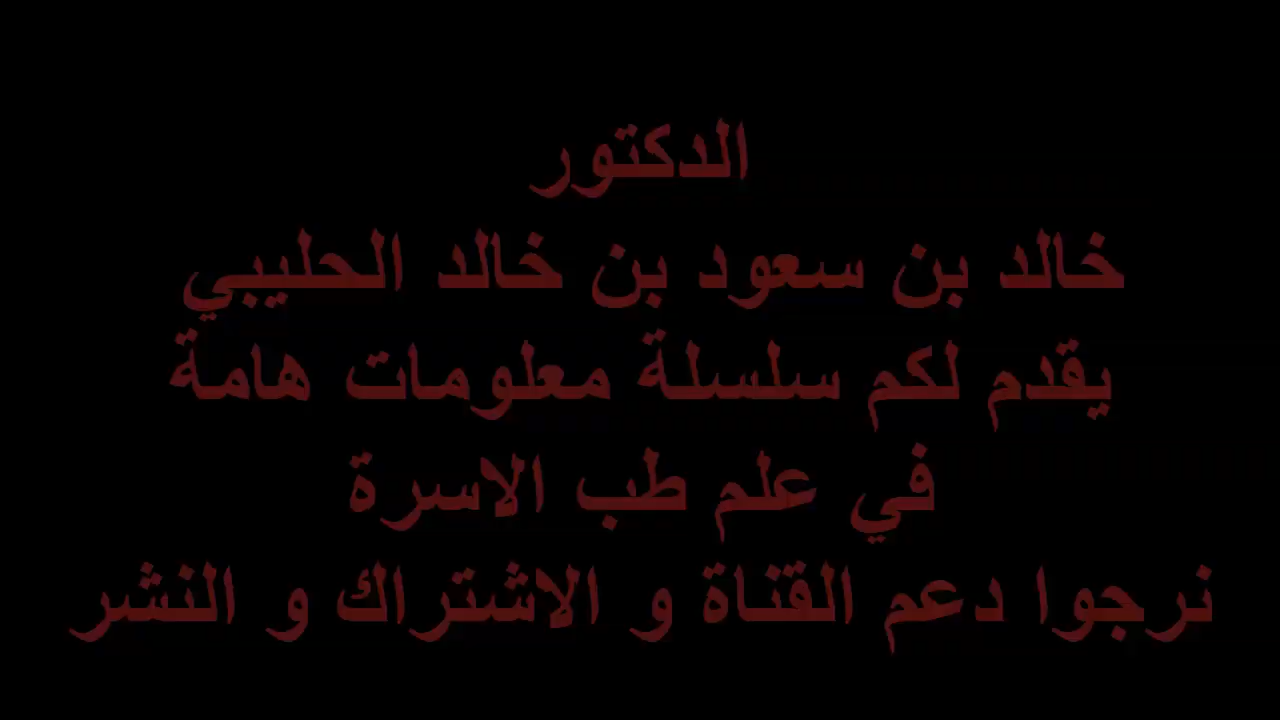 الدكتور
خالد بن سعود بن خالد الحليبي
يقدم لكم سلسلة معلومات هامة
في علم طب الاسرة
نرجوا دعم القناة و الاشتراك و النشر